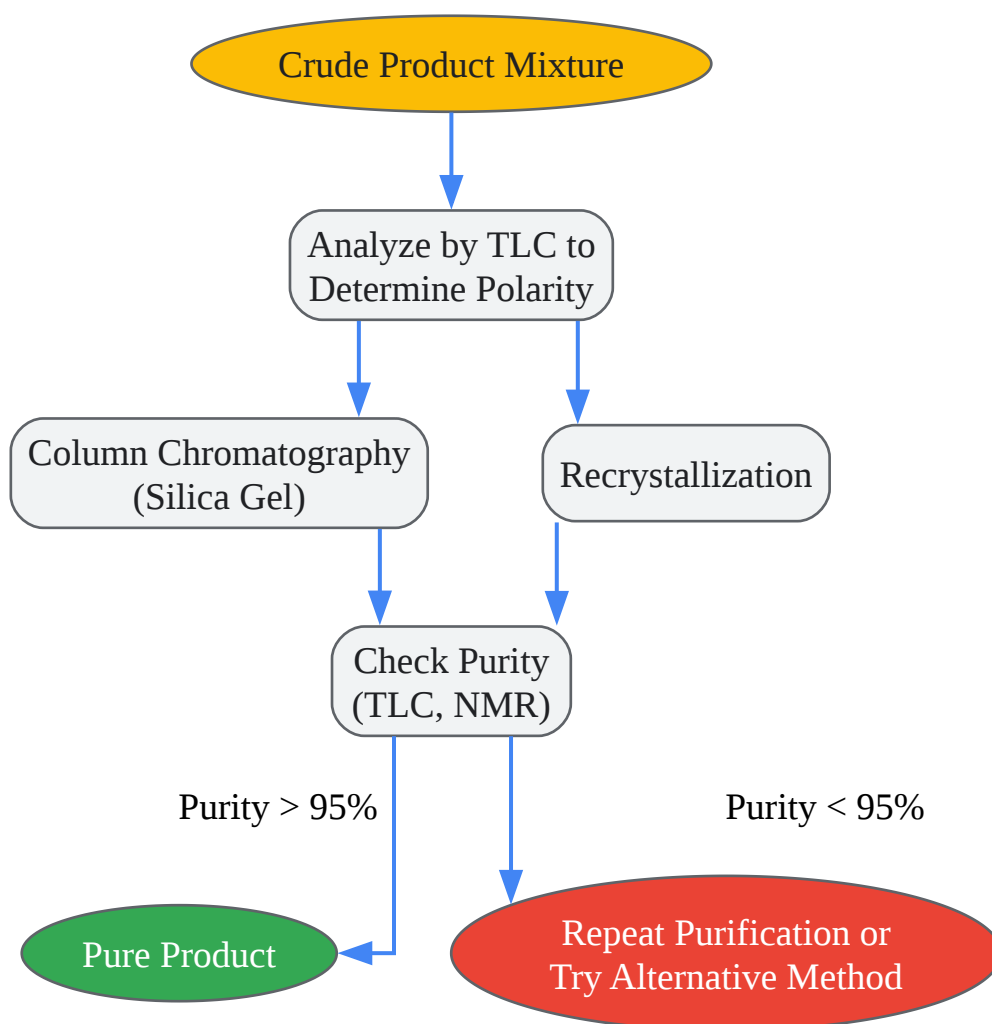 Crude Product Mixture
Analyze by TLC to
Determine Polarity
Column Chromatography
(Silica Gel)
Recrystallization
Check Purity
(TLC, NMR)
Purity > 95%
Purity < 95%
Pure Product
Repeat Purification or
Try Alternative Method